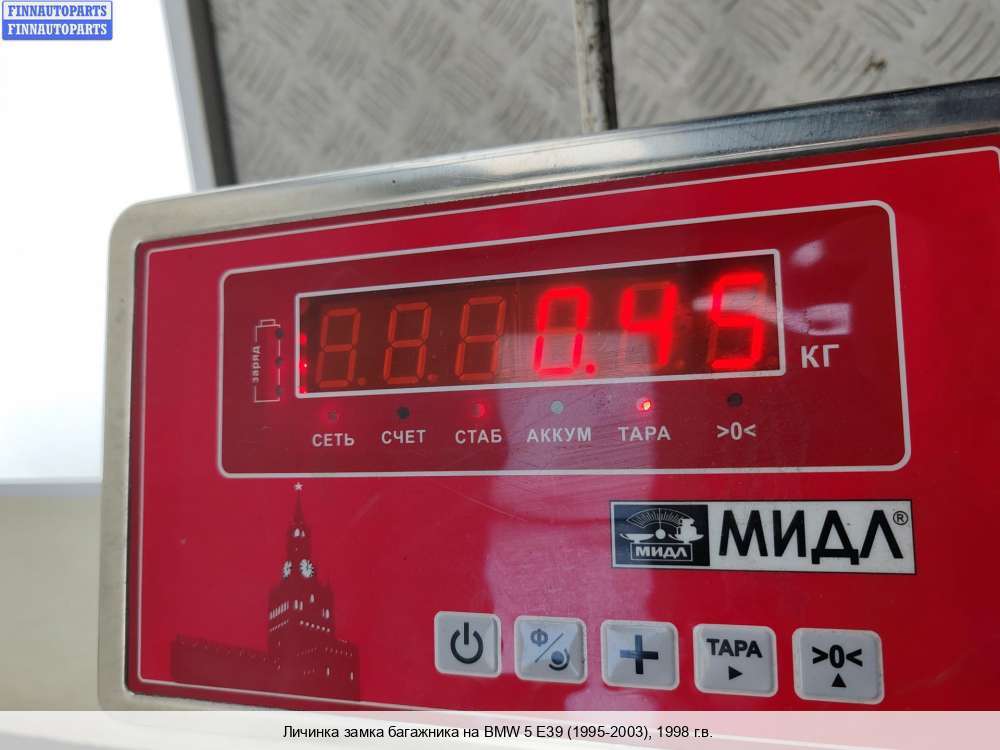 FINNAUTOPARTS
FINNAUTOPARTS
0.45
КГ
заряд
СЕТЬ СЧЕТ СТАБ АККУМ ТАРА >0<
МИДЛ МИДЛ®
Ф ТАРА >0<
Личинка замка багажника на BMW 5 E39 (1995-2003), 1998 г.в.